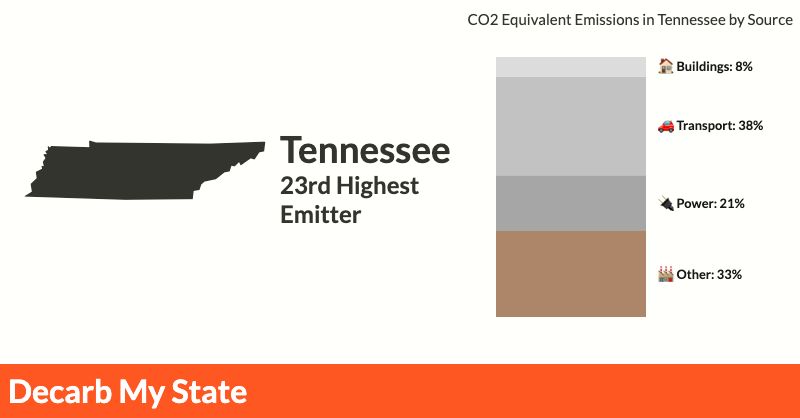 CO2 Equivalent Emissions in Tennessee by Source
Buildings: 8%
Transport: 38%
Tennessee
23rd Highest
Emitter
Power: 21%
Other: 33%
Decarb My State